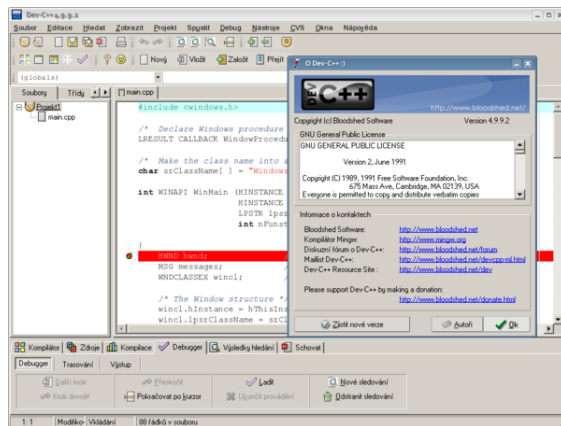 Dev-C++ 4.9.9.2
Soubor Editace Hledat Zobrazit Projekt Spustit Debug Nástroje CVS Okna Nápověda
Nový Vložit Založit Přejít
(globals)
Soubory Třídy
main.cpp
Projekt1
main.cpp
#include <windows.h>
/* Declare Windows procedure
LRESULT CALLBACK WindowProcedu
/* Make the class name into a
char szClassName[ ] = "Windows
int WINAPI WinMain (HINSTANCE
HINSTANCE
LPSTR lpsz
int nFunst
{
HWND hwnd; /
MSG messages; /
WNDCLASSEX wincl; /
/* The Window structure */
wincl.hInstance = hThisIns
wincl.lpszClassName = szCl
O Dev-C++ :)
DEV C++
http://www.bloodshed.net/
Copyright (c) Bloodshed Software Version 4.9.9.2
GNU General Public License
GNU GENERAL PUBLIC LICENSE
Version 2, June 1991
Copyright (C) 1989, 1991 Free Software Foundation, Inc.
675 Mass Ave, Cambridge, MA 02139, USA
Everyone is permitted to copy and distribute verbatim copies
Informace o kontaktech
Bloodshed Software: http://www.bloodshed.net
Kompilátor Mingw: http://www.mingw.org
Diskuzní fórum o Dev-C++: http://www.bloodshed.net/forum
Maillist Dev-C++: http://www.bloodshed.net/devcpp-ml.html
Dev-C++ Resource Site : http://www.bloodshed.net/dev
Please support Dev-C++ by making a donation:
http://www.bloodshed.net/donate.html
Zjistit nové verze Autoři Ok
Kompilátor Zdroje Kompilace Debugger Výsledky hledání Schovat
Debugger Trasování Výstup
Další krok Přeskočit Ladit Nové sledování
Krok dovnitř Pokračovat po kurzor Ukončit provádění Odstranit sledování
1: 1 Modifiko Vkládání 88 řádků v souboru